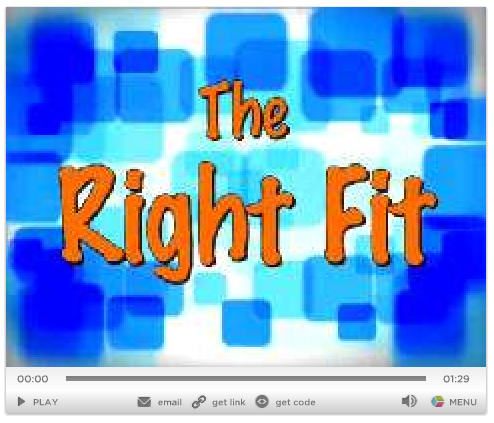 The
Right Fit
00:00 01:29
PLAY email get link get code MENU